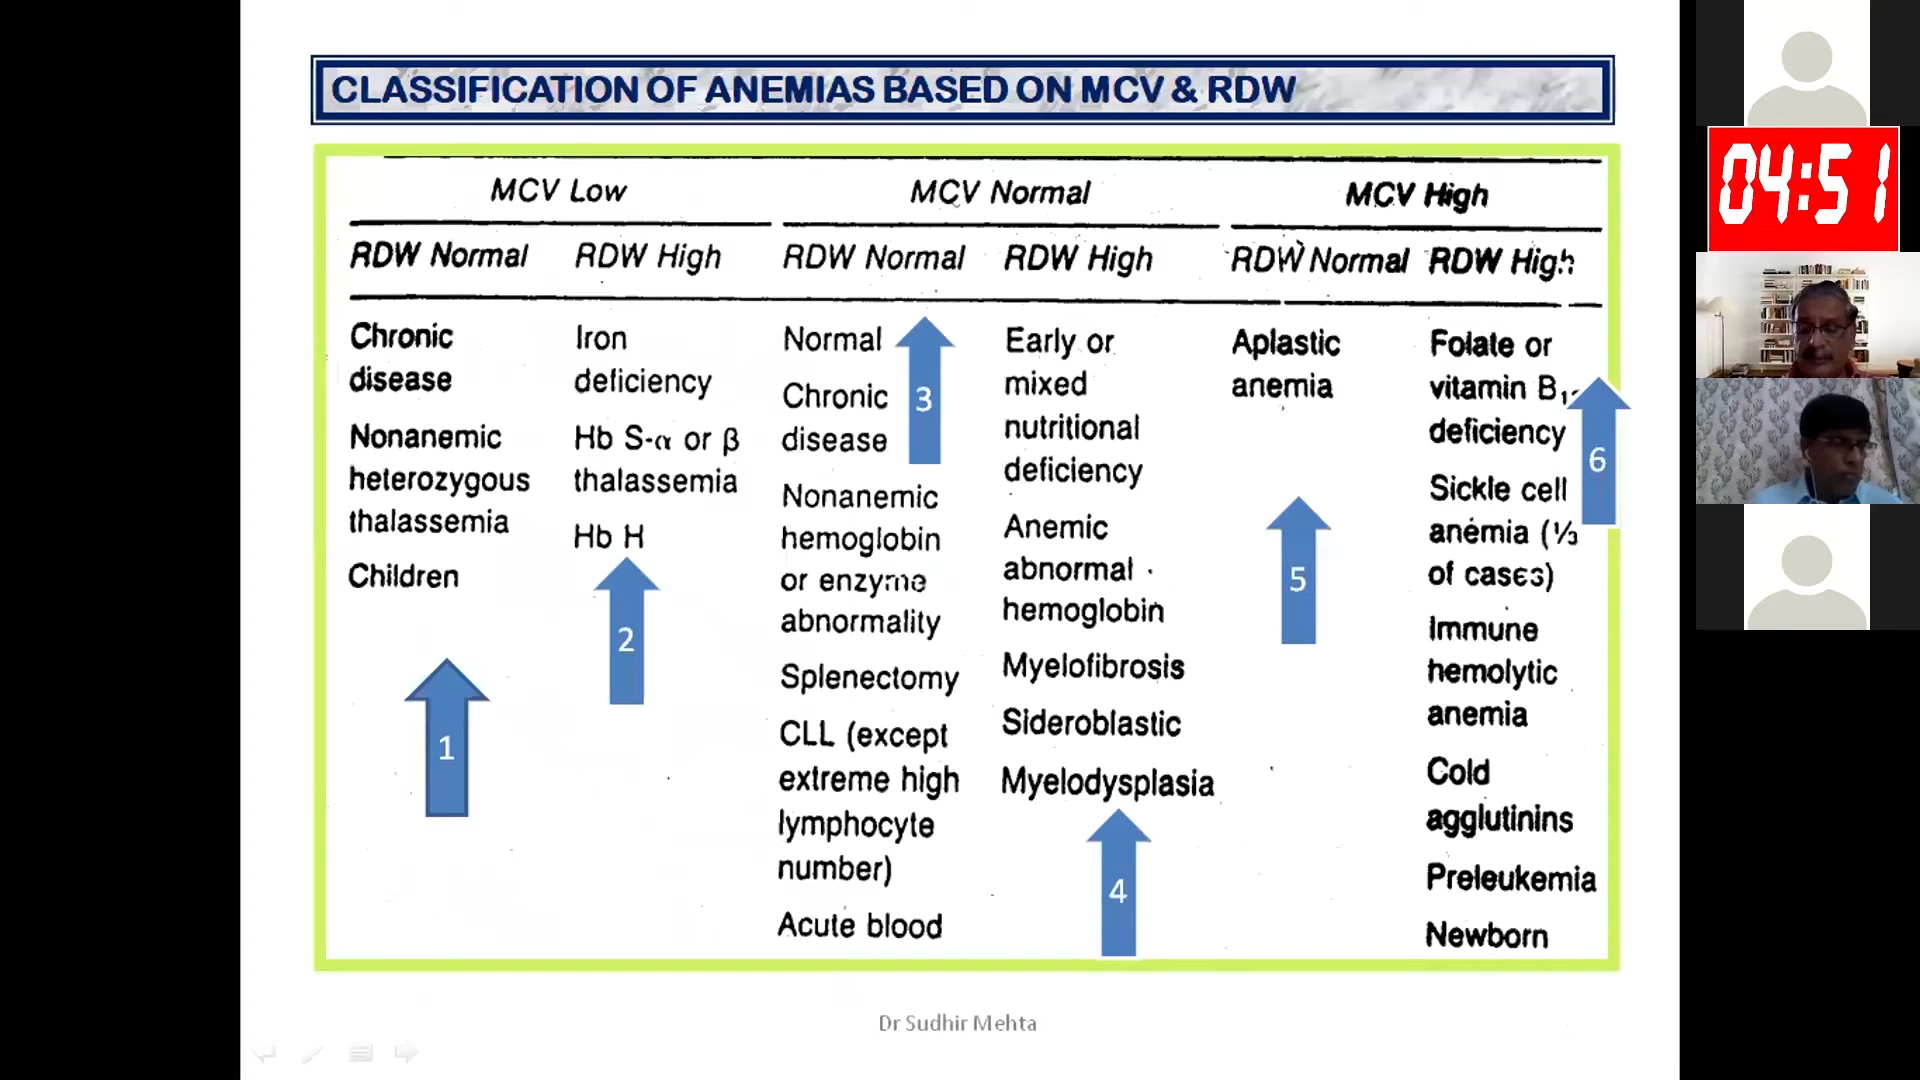 CLASSIFICATION OF ANEMIAS BASED ON MCV & RDW
MCV Low
MCV Normal
MCV High
RDW Normal
RDW High
RDW Normal
RDW High
RDW Normal
RDW High
Chronic
disease
Nonanemic
heterozygous
thalassemia
Children
1
Iron
deficiency
Hb S-α or β
thalassemia
Hb H
2
Normal
Chronic
disease
3
Nonanemic
hemoglobin
or enzyme
abnormality
Splenectomy
CLL (except
extreme high
lymphocyte
number)
Acute blood
Early or
mixed
nutritional
deficiency
Anemic
abnormal
hemoglobin
Myelofibrosis
Sideroblastic
Myelodysplasia
4
Aplastic
anemia
5
Folate or
vitamin B
deficiency
6
Sickle cell
anemia (⅓
of cases)
Immune
hemolytic
anemia
Cold
agglutinins
Preleukemia
Newborn
Dr Sudhir Mehta
04:51